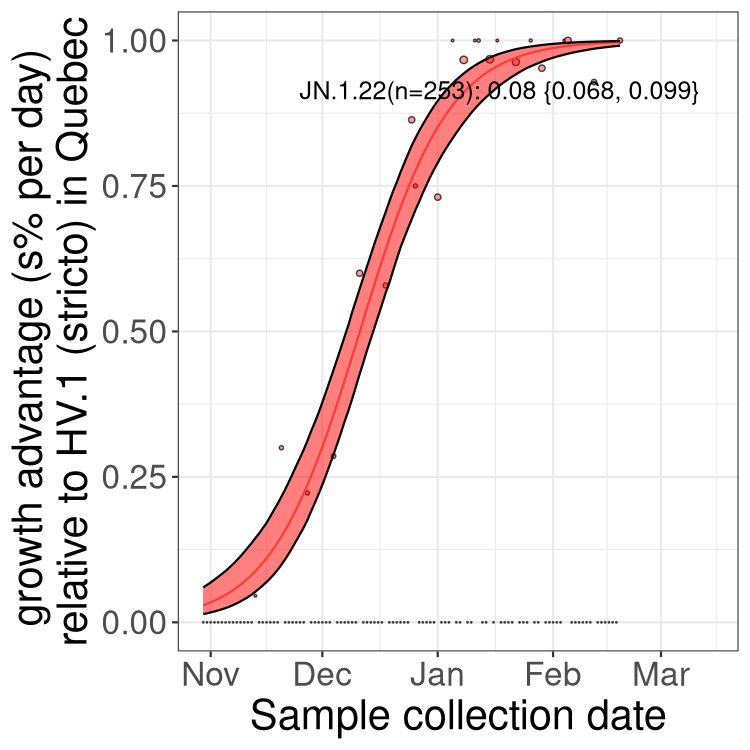 growth advantage (s% per day)
relative to HV.1 (stricto) in Quebec
1.00
0.75
0.50
0.25
0.00
JN.1.22(n=253): 0.08 {0.068, 0.099}
Nov Dec Jan Feb Mar
Sample collection date